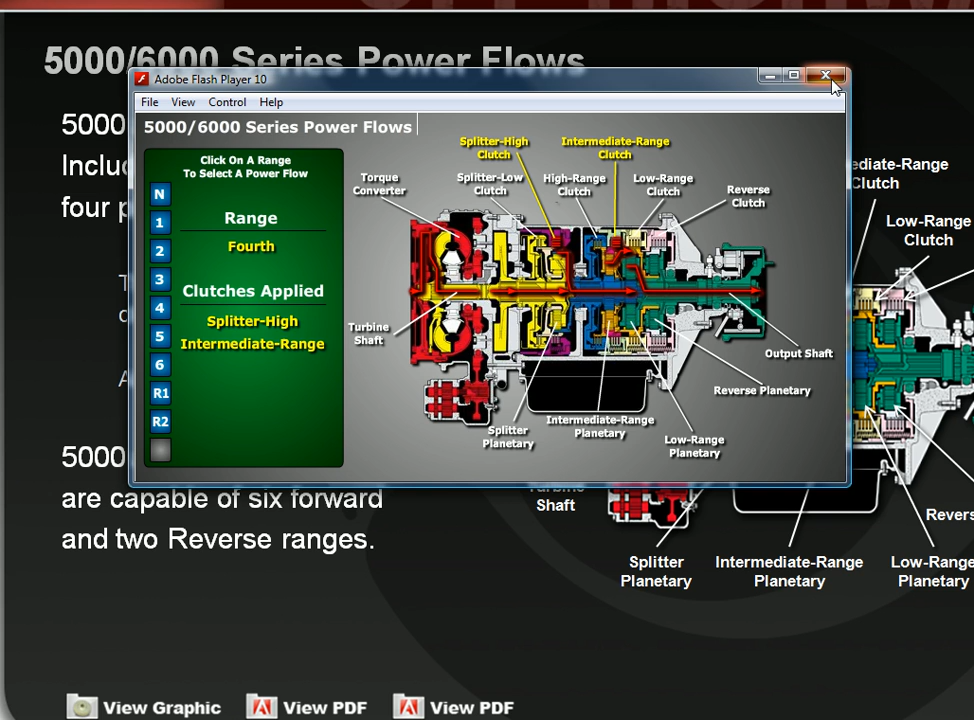 5000/6000 Series Power Flows
Adobe Flash Player 10
File View Control Help
5000/6000 Series Power Flows
Click On A Range
To Select A Power Flow
N
1
2
3
4
5
6
R1
R2
Range
Fourth
Clutches Applied
Splitter-High
Intermediate-Range
Splitter-High
Clutch
Intermediate-Range
Clutch
Torque
Converter
Splitter-Low
Clutch
High-Range
Clutch
Low-Range
Clutch
Reverse
Clutch
Turbine
Shaft
Output Shaft
Reverse Planetary
Splitter
Planetary
Intermediate-Range
Planetary
Low-Range
Planetary
5000
four
5000
are capable of six forward
and two Reverse ranges.
Clutch
Low-Range
Clutch
Shaft
Splitter
Planetary
Intermediate-Range
Planetary
Low-Range
Planetary
View Graphic
View PDF
View PDF